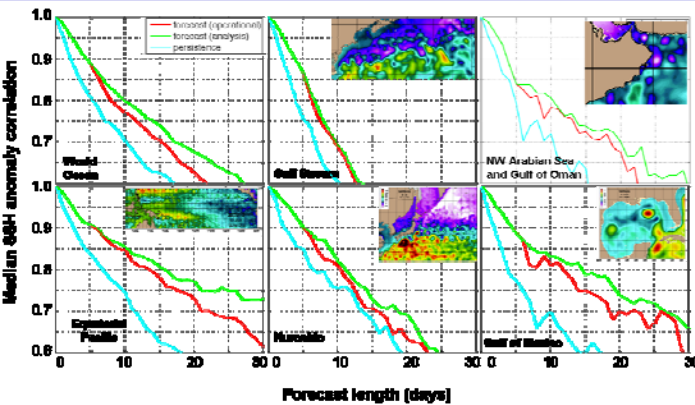 1.0
0.9
0.8
0.7
forecast (operational)
forecast (analysis)
persistence
World
Ocean
Gulf Stream
NW Arabian Sea
and Gulf of Oman
Median SSH anomaly correlation
1.0
0.9
0.8
0.7
0.6
Equatorial
Pacific
Kuroshio
Gulf of Mexico
0 10 20 30 0 10 20 30 0 10 20 30
Forecast length [days]